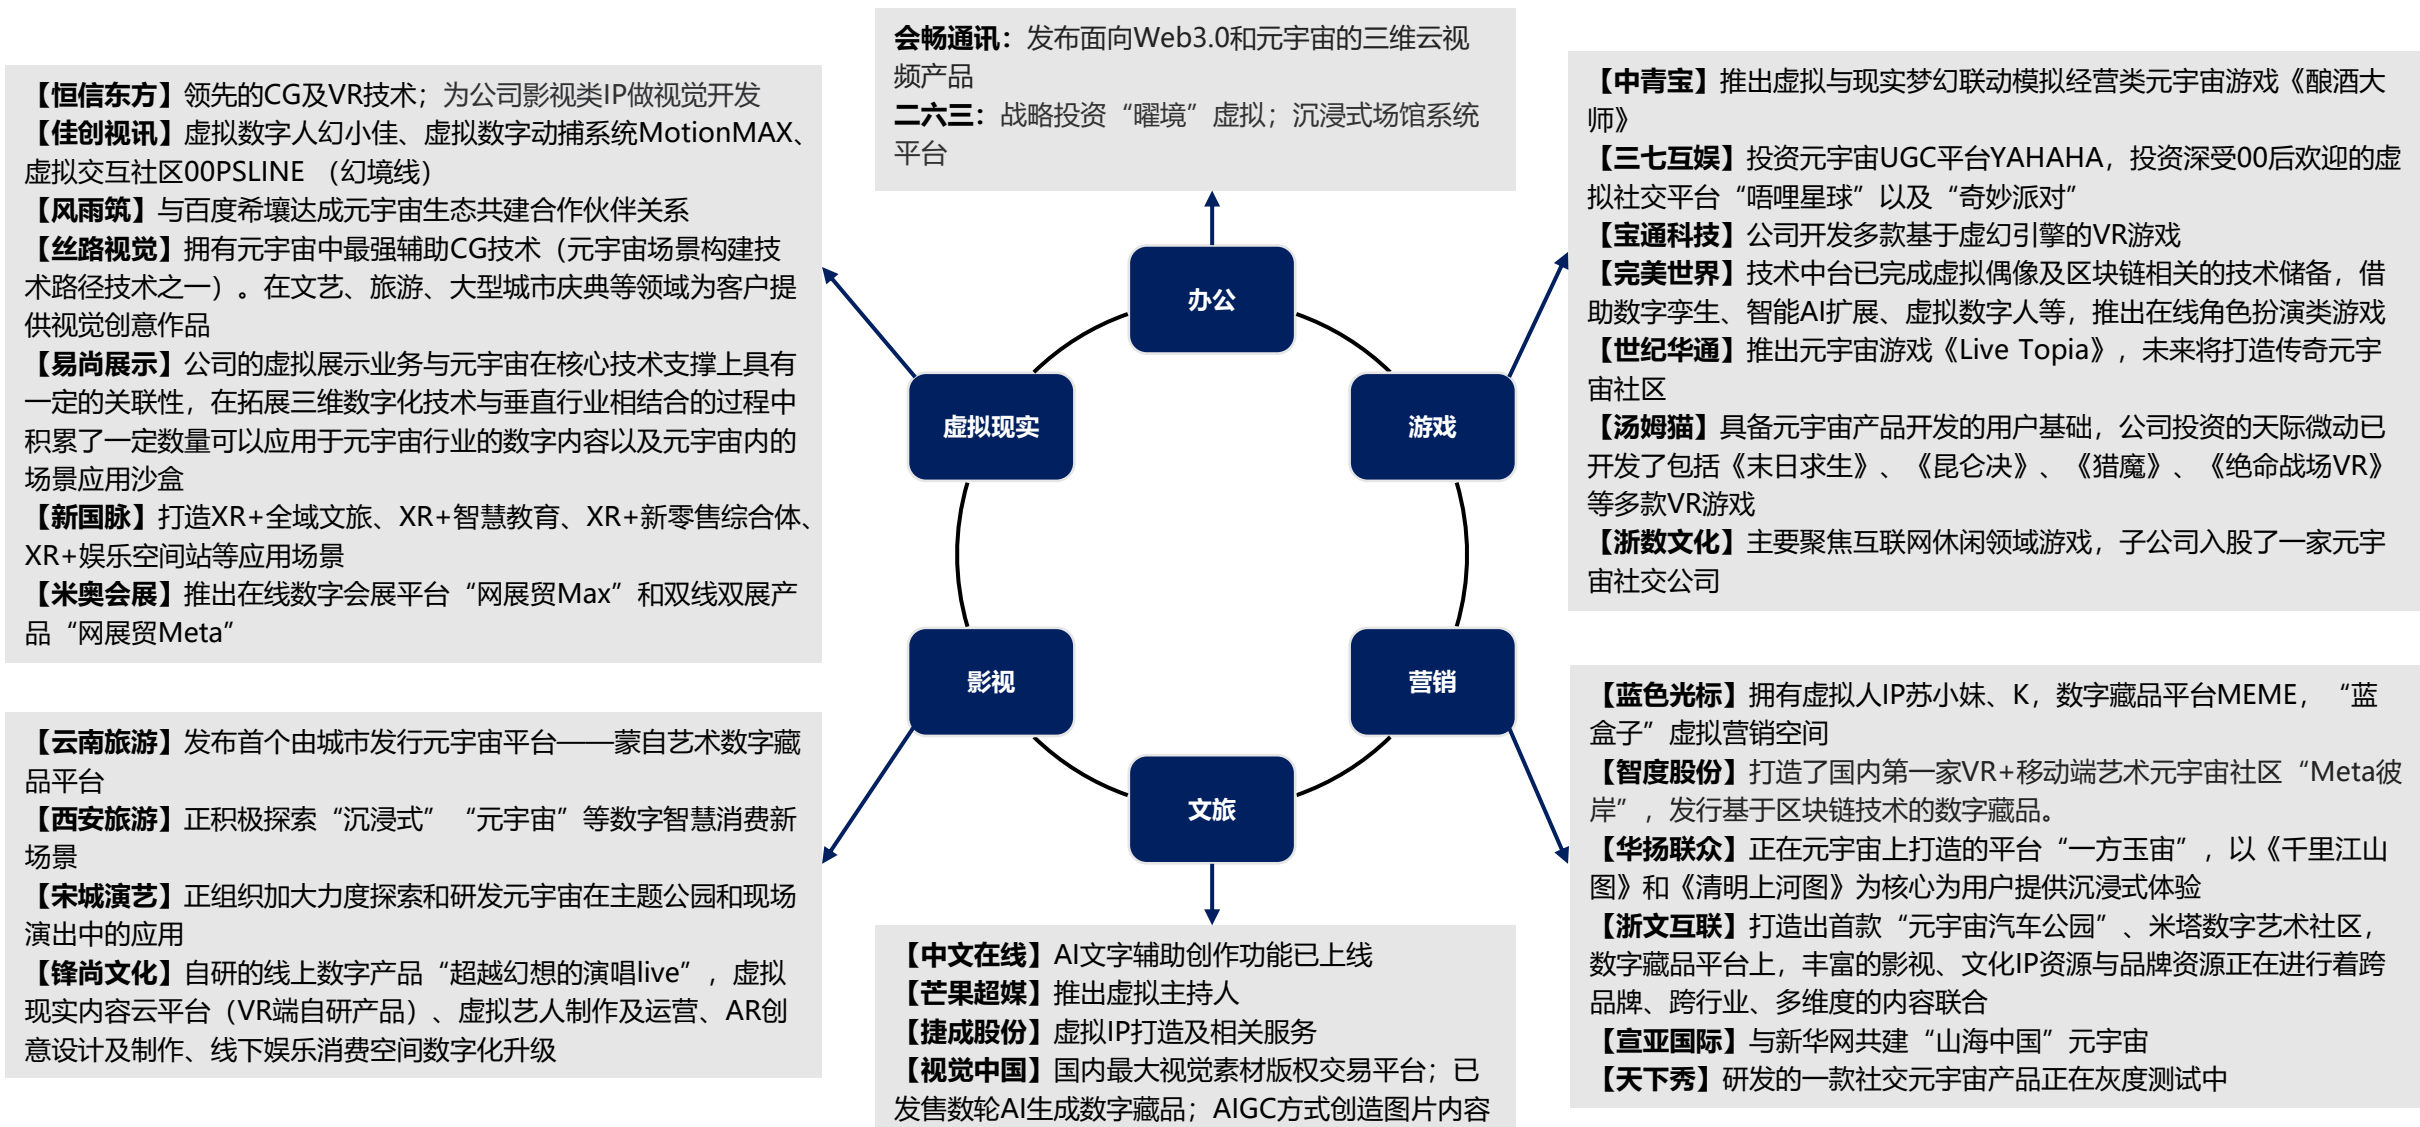 会畅通讯：发布面向Web3.0和元宇宙的三维云视
频产品
二六三：战略投资“曜境”虚拟；沉浸式场馆系统
平台
【恒信东方】领先的CG及VR技术；为公司影视类IP做视觉开发
【佳创视讯】虚拟数字人幻小佳、虚拟数字动捕系统MotionMAX、
虚拟交互社区00PSLINE （幻境线）
【风雨筑】与百度希壤达成元宇宙生态共建合作伙伴关系
【丝路视觉】拥有元宇宙中最强辅助CG技术（元宇宙场景构建技
术路径技术之一）。在文艺、旅游、大型城市庆典等领域为客户提
供视觉创意作品
【易尚展示】公司的虚拟展示业务与元宇宙在核心技术支撑上具有
一定的关联性，在拓展三维数字化技术与垂直行业相结合的过程中
积累了一定数量可以应用于元宇宙行业的数字内容以及元宇宙内的
场景应用沙盒
【新国脉】打造XR+全域文旅、XR+智慧教育、XR+新零售综合体、
XR+娱乐空间站等应用场景
【米奥会展】推出在线数字会展平台“网展贸Max”和双线双展产
品“网展贸Meta”
【中青宝】推出虚拟与现实梦幻联动模拟经营类元宇宙游戏《酿酒大
师》
【三七互娱】投资元宇宙UGC平台YAHAHA，投资深受00后欢迎的虚
拟社交平台“唔哩星球”以及“奇妙派对”
【宝通科技】公司开发多款基于虚幻引擎的VR游戏
【完美世界】技术中台已完成虚拟偶像及区块链相关的技术储备，借
助数字孪生、智能AI扩展、虚拟数字人等，推出在线角色扮演类游戏
【世纪华通】推出元宇宙游戏《Live Topia》，未来将打造传奇元宇
宙社区
【汤姆猫】具备元宇宙产品开发的用户基础，公司投资的天际微动已
开发了包括《末日求生》、《昆仑决》、《猎魔》、《绝命战场VR》
等多款VR游戏
【浙数文化】主要聚焦互联网休闲领域游戏，子公司入股了一家元宇
宙社交公司
办公
虚拟现实
游戏
影视
营销
文旅
【云南旅游】发布首个由城市发行元宇宙平台——蒙自艺术数字藏
品平台
【西安旅游】正积极探索“沉浸式”“元宇宙”等数字智慧消费新
场景
【宋城演艺】正组织加大力度探索和研发元宇宙在主题公园和现场
演出中的应用
【锋尚文化】自研的线上数字产品“超越幻想的演唱live”，虚拟
现实内容云平台（VR端自研产品）、虚拟艺人制作及运营、AR创
意设计及制作、线下娱乐消费空间数字化升级
【中文在线】AI文字辅助创作功能已上线
【芒果超媒】推出虚拟主持人
【捷成股份】虚拟IP打造及相关服务
【视觉中国】国内最大视觉素材版权交易平台；已
发售数轮AI生成数字藏品；AIGC方式创造图片内容
【蓝色光标】拥有虚拟人IP苏小妹、K，数字藏品平台MEME，“蓝
盒子”虚拟营销空间
【智度股份】打造了国内第一家VR+移动端艺术元宇宙社区“Meta彼
岸”，发行基于区块链技术的数字藏品。
【华扬联众】正在元宇宙上打造的平台“一方玉宙”，以《千里江山
图》和《清明上河图》为核心为用户提供沉浸式体验
【浙文互联】打造出首款“元宇宙汽车公园”、米塔数字艺术社区，
数字藏品平台上，丰富的影视、文化IP资源与品牌资源正在进行着跨
品牌、跨行业、多维度的内容联合
【宣亚国际】与新华网共建“山海中国”元宇宙
【天下秀】研发的一款社交元宇宙产品正在灰度测试中